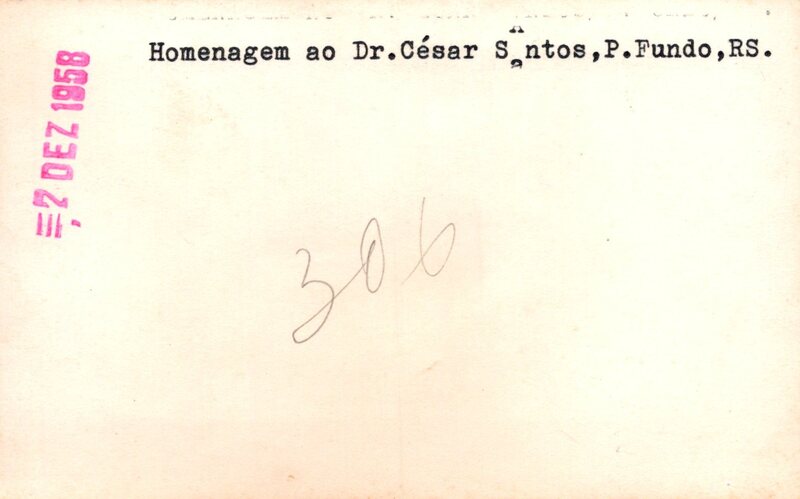 Homenagem ao Dr.César Santos,P.Fundo,RS.
=2 DEZ 1958
306